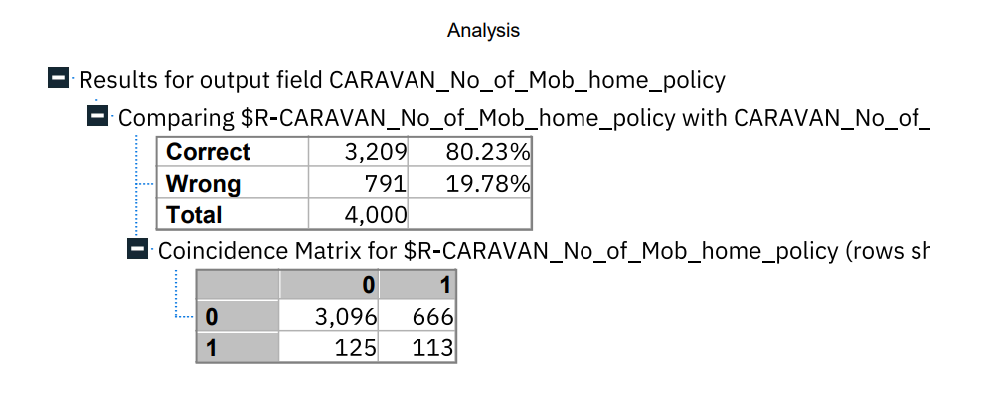 Analysis
Results for output field CARAVAN_No_of_Mob_home_policy
Comparing $R-CARAVAN_No_of_Mob_home_policy with CARAVAN_No_of_
Correct 3,209 80.23%
Wrong 791 19.78%
Total 4,000
Coincidence Matrix for $R-CARAVAN_No_of_Mob_home_policy (rows sh
0 1
0 3,096 666
1 125 113